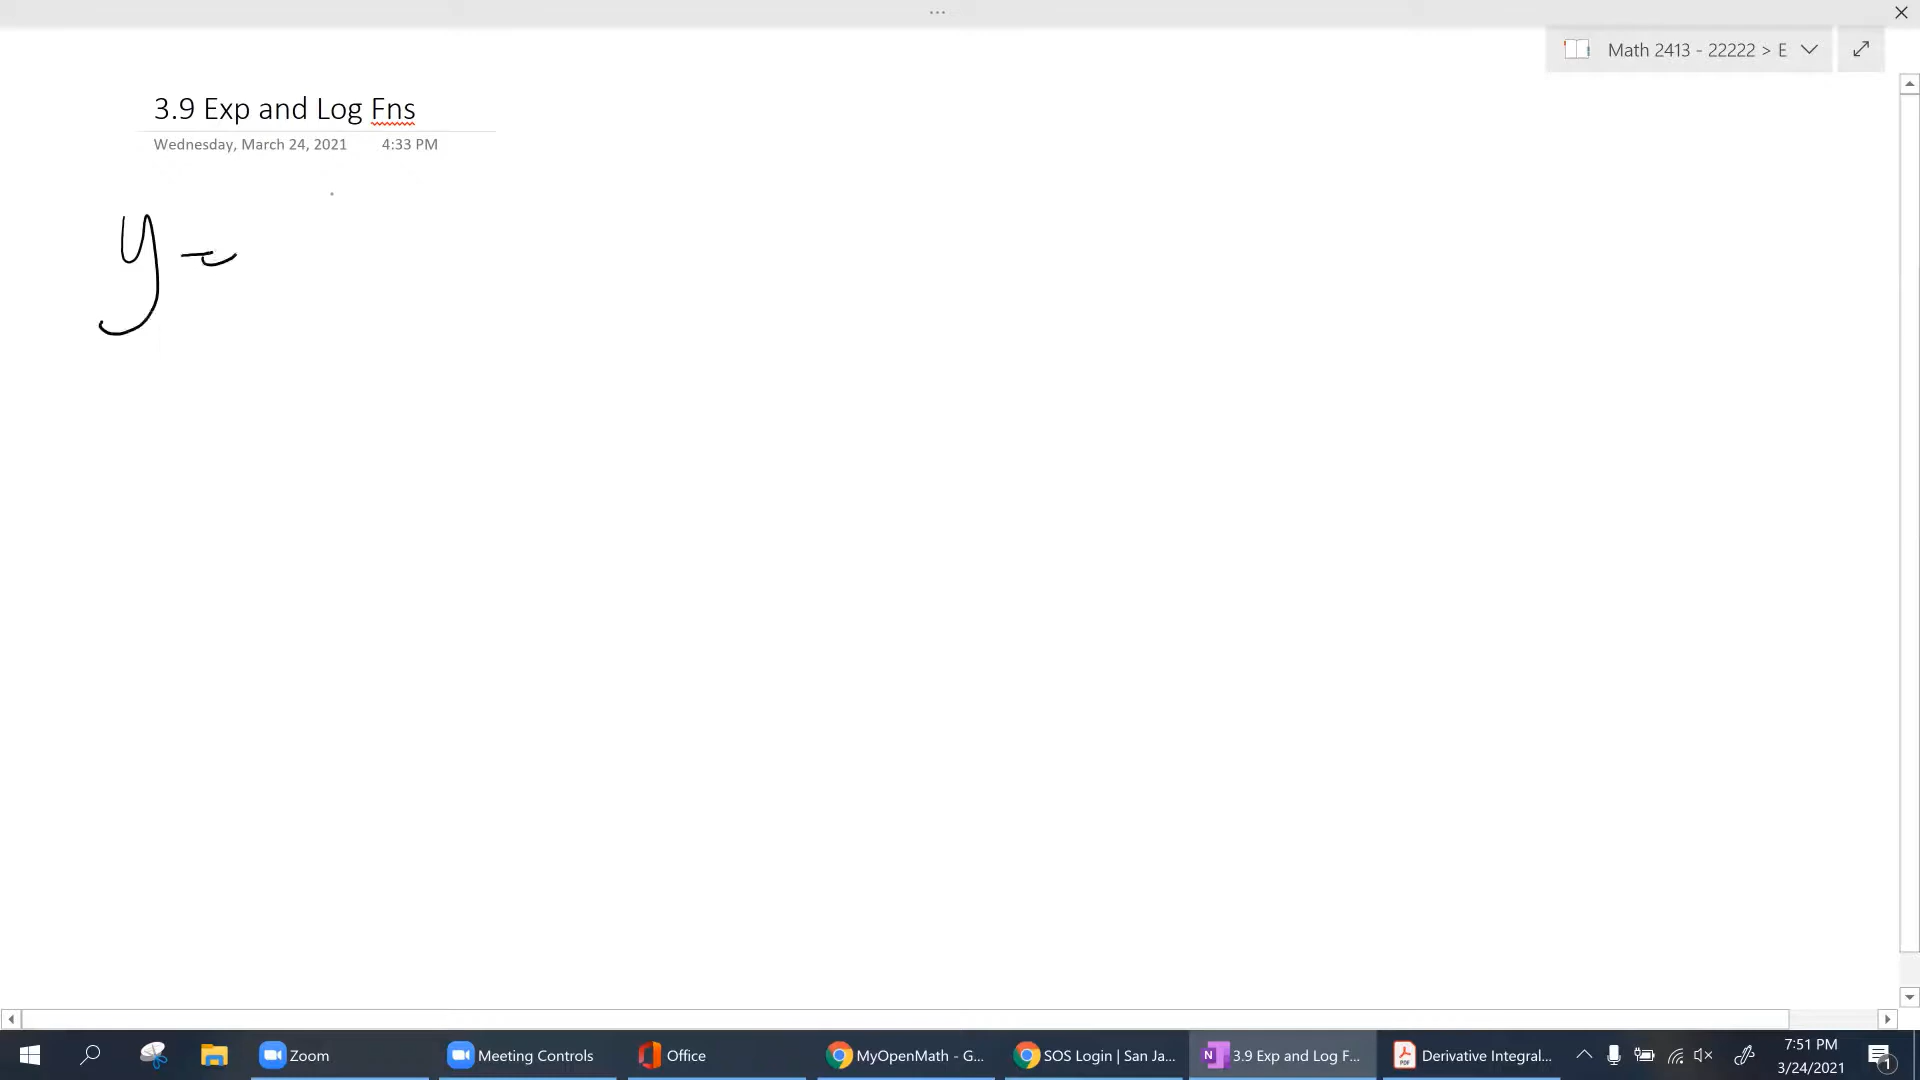 ...
Math 2413 - 22222 > E
3.9 Exp and Log Fns
Wednesday, March 24, 2021 4:33 PM
y =
Zoom
Meeting Controls
Office
MyOpenMath - G...
SOS Login | San Ja...
N 3.9 Exp and Log F...
PDF Derivative Integral...
7:51 PM
3/24/2021
1